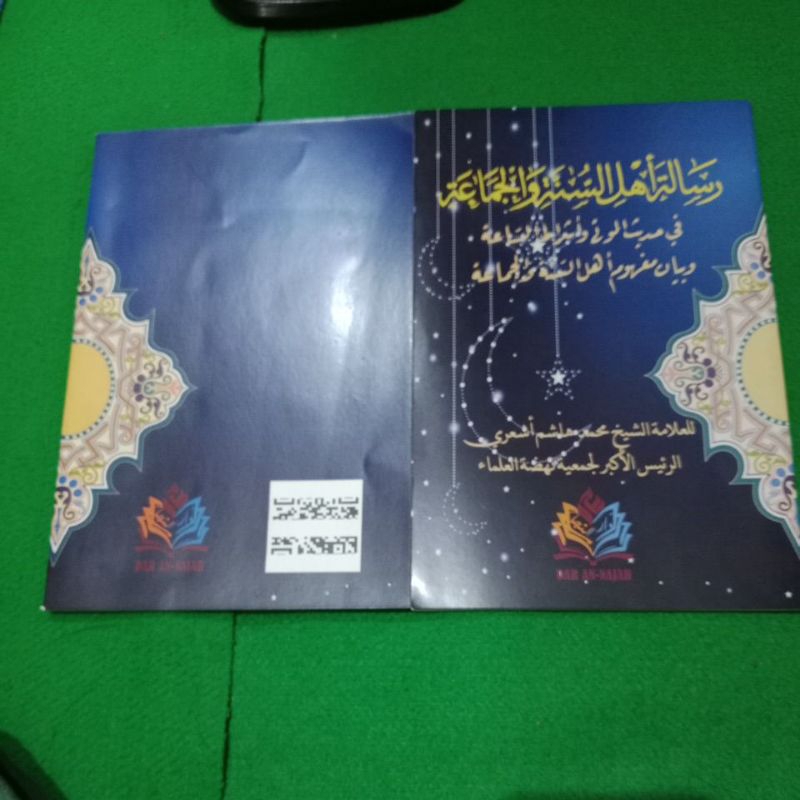 رسالة أهل السنة والجماعة
في حديث الموتى وأشراط الساعة
وبيان مفهوم أهل السنة والجماعة
للعلامة الشيخ محمد هاشم أشعري
الرئيس الأكبر لجمعية نهضة العلماء
DAR AN-NAJAH
DAR AN-NAJAH